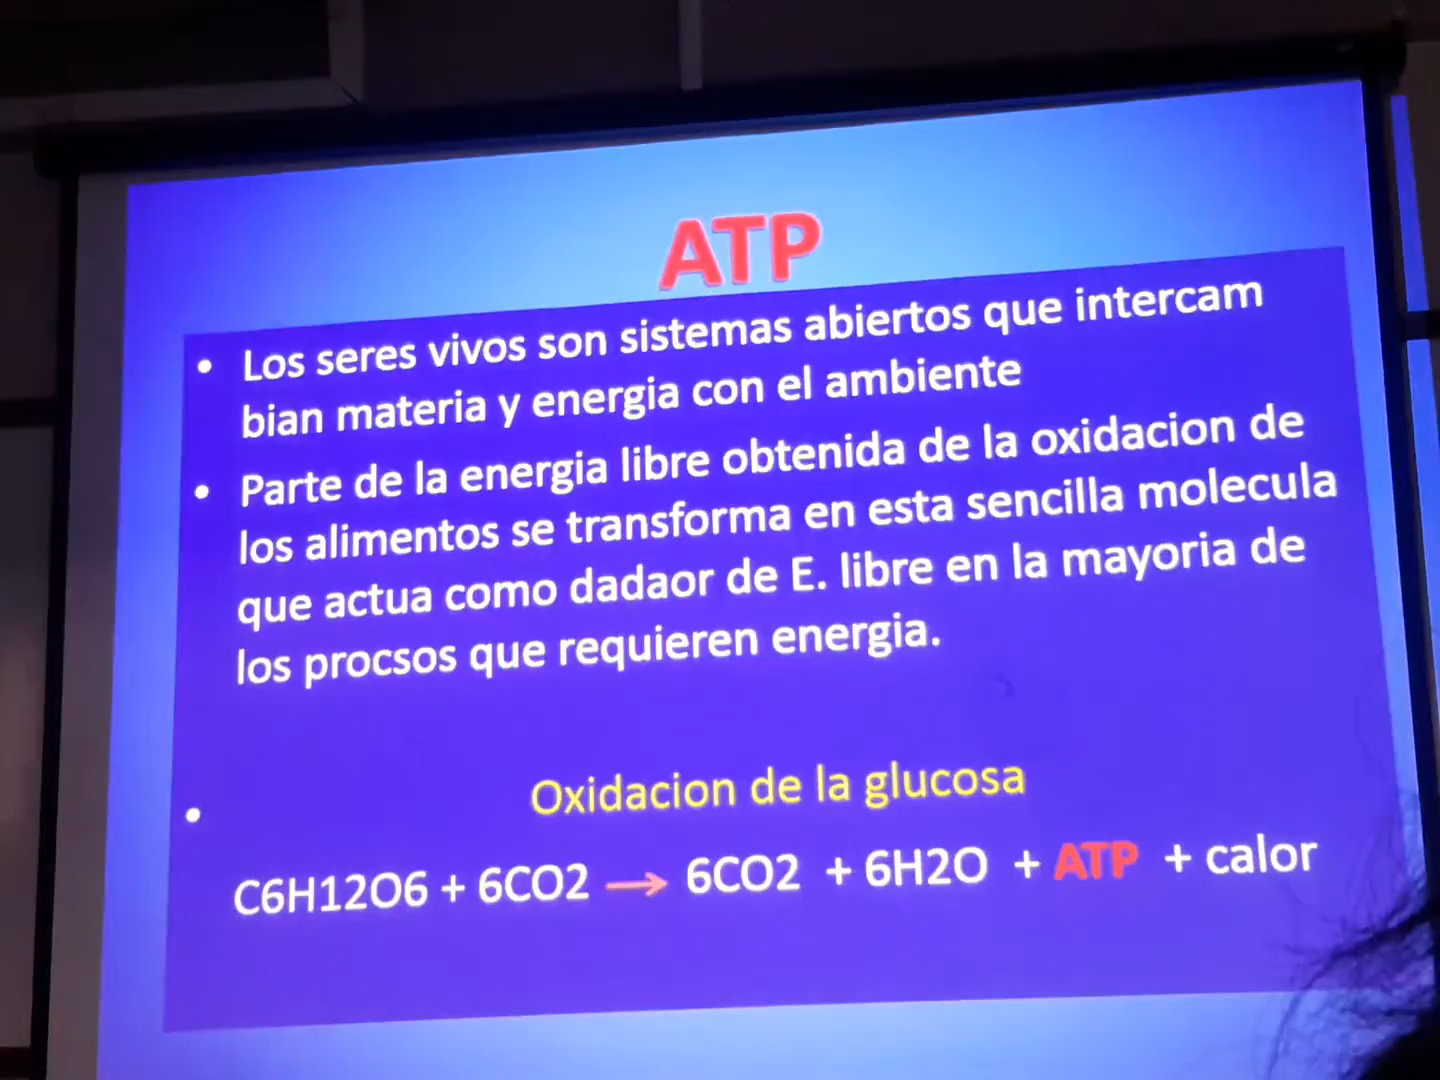 ATP
• Los seres vivos son sistemas abiertos que intercam
bian materia y energia con el ambiente
• Parte de la energia libre obtenida de la oxidacion de
los alimentos se transforma en esta sencilla molecula
que actua como dadaor de E. libre en la mayoria de
los procsos que requieren energia.
• Oxidacion de la glucosa
C6H12O6 + 6CO2 → 6CO2 + 6H2O + ATP + calor